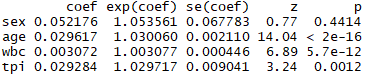 coef exp(coef) se(coef) z p
sex 0.052176 1.053561 0.067783 0.77 0.4414
age 0.029617 1.030060 0.002110 14.04 < 2e-16
wbc 0.003072 1.003077 0.000446 6.89 5.7e-12
tpi 0.029284 1.029717 0.009041 3.24 0.0012